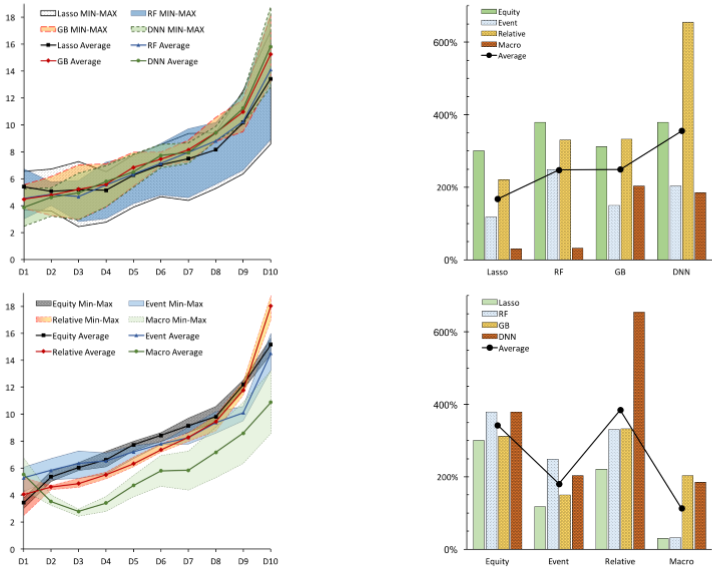 Lasso MIN-MAX RF MIN-MAX
GB MIN-MAX DNN MIN-MAX
Lasso Average RF Average
GB Average DNN Average
18
16
14
12
10
8
6
4
2
0
D1 D2 D3 D4 D5 D6 D7 D8 D9 D10
Equity
Event
Relative
Macro
Average
600%
400%
200%
0%
Lasso RF GB DNN
Equity Min-Max Event Min-Max
Relative Min-Max Macro Min-Max
Equity Average Event Average
Relative Average Macro Average
18
16
14
12
10
8
6
4
2
0
D1 D2 D3 D4 D5 D6 D7 D8 D9 D10
Lasso
RF
GB
DNN
Average
600%
400%
200%
0%
Equity Event Relative Macro